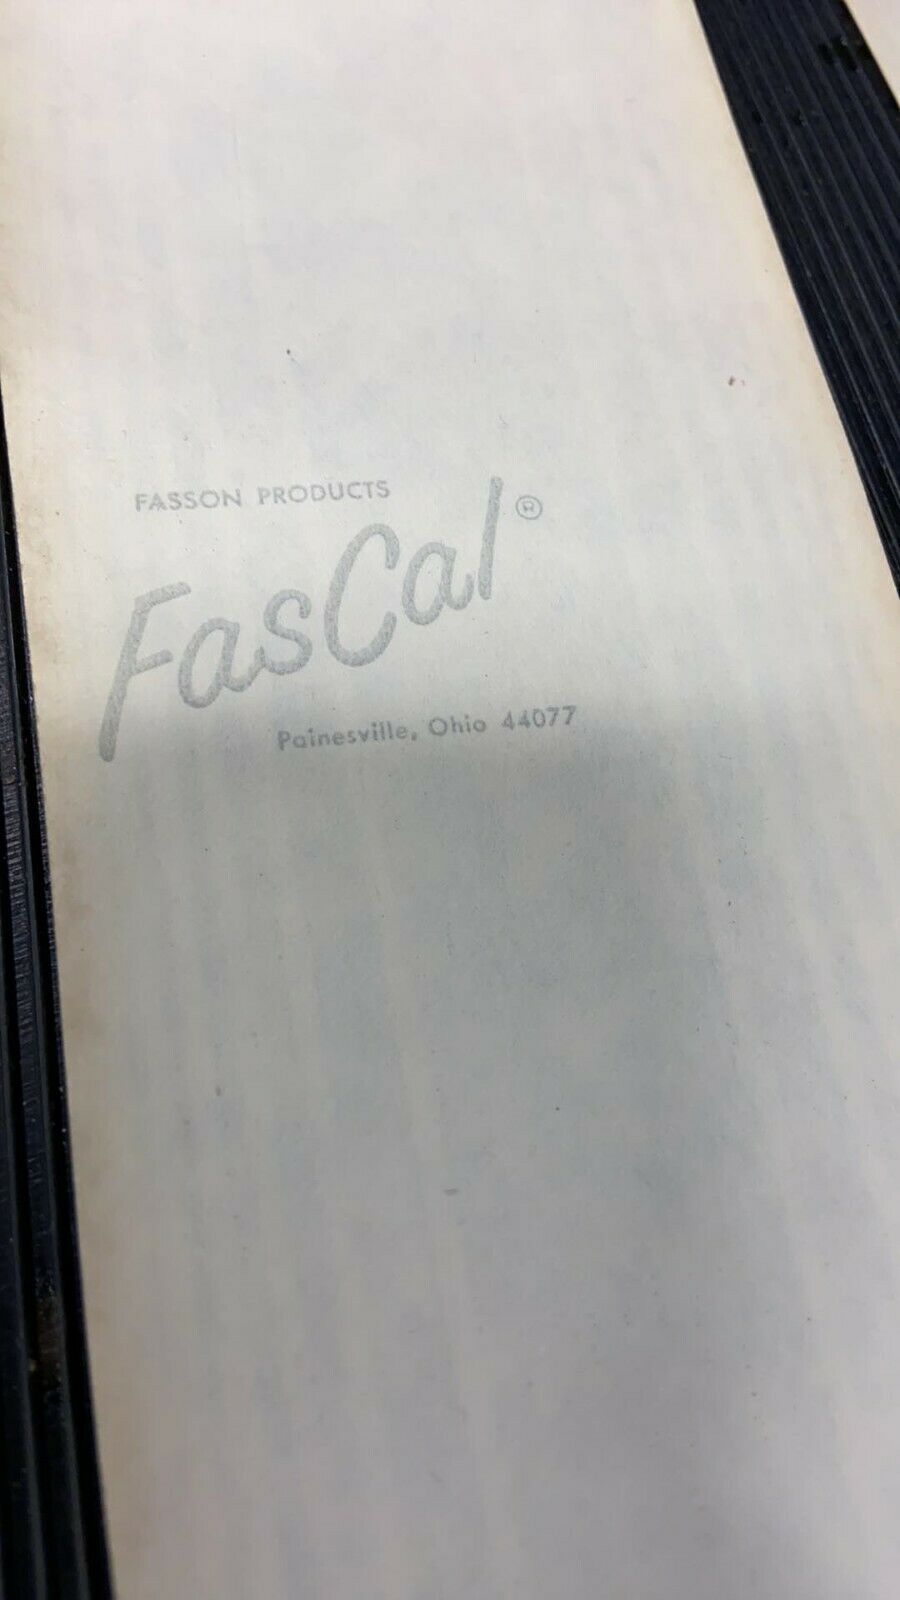 FASSON PRODUCTS
FasCal®
Painesville, Ohio 44077